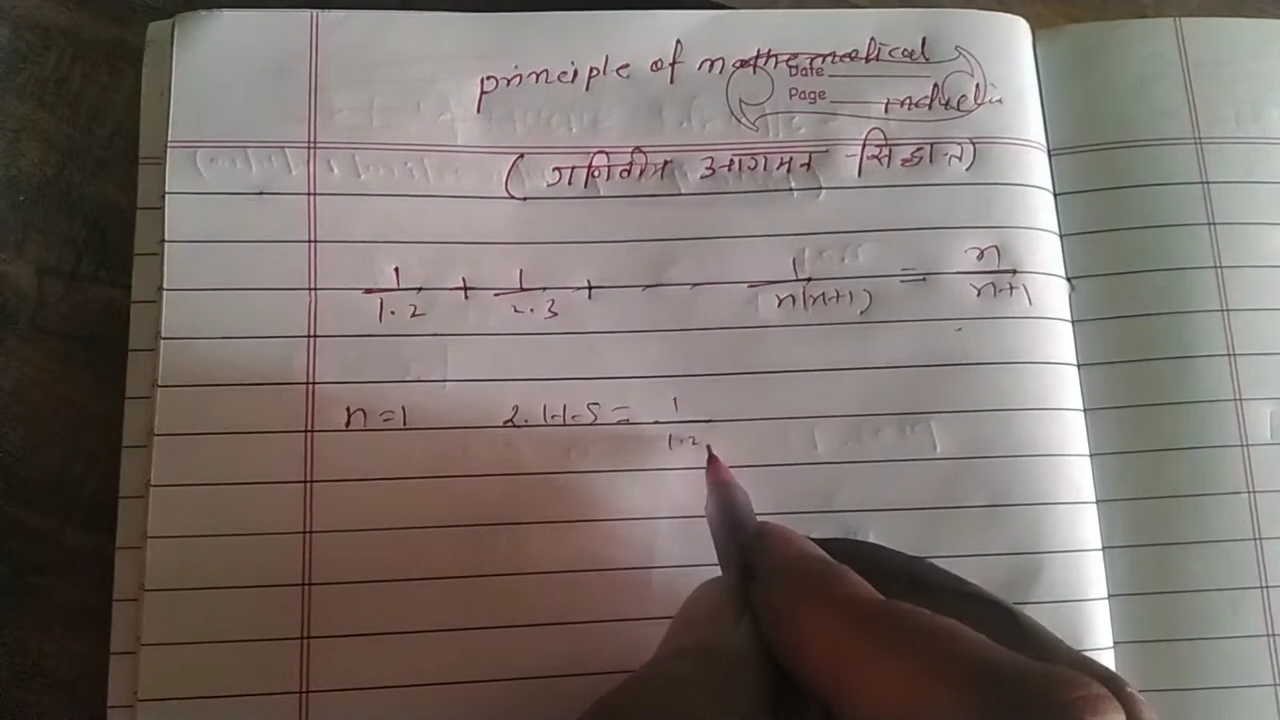 principle of mathematical
Date
Page
induction
(गणितीय आगमन सिद्धान्त)
1/1.2 + 1/2.3 + - - 1/n(n+1) = n/n+1
n=1 2.H.S = 1/1.2